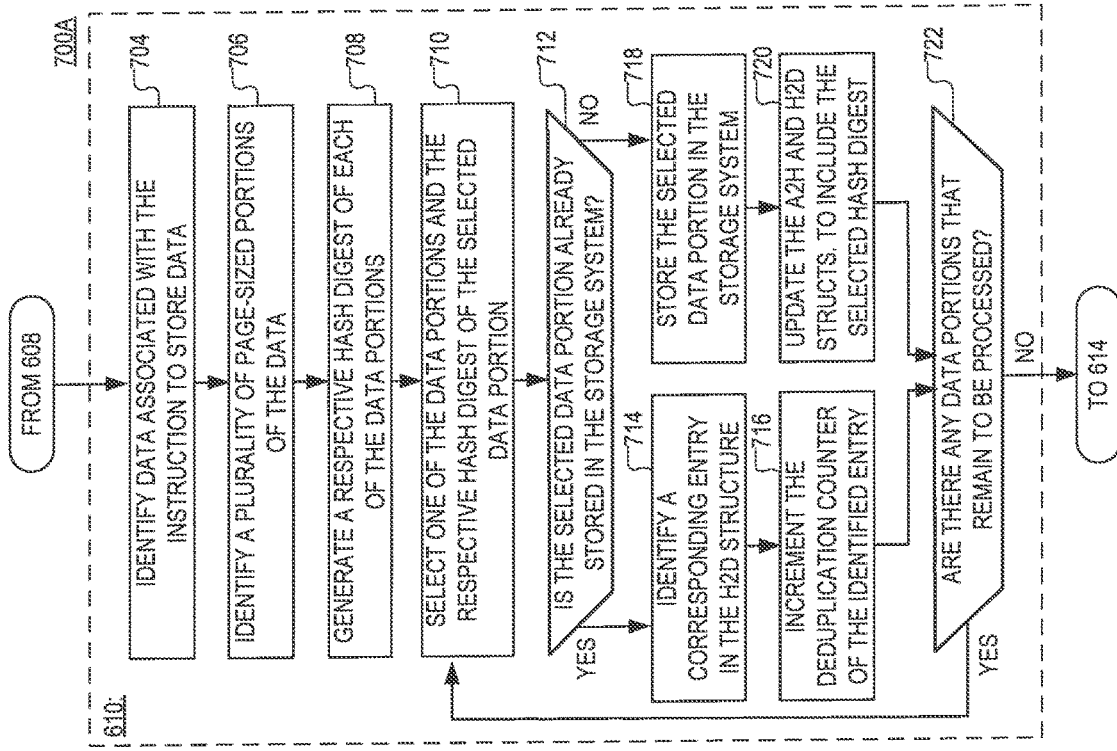 700A
610:
FROM 608
704
IDENTIFY DATA ASSOCIATED WITH THE
INSTRUCTION TO STORE DATA
706
IDENTIFY A PLURALITY OF PAGE-SIZED PORTIONS
OF THE DATA
708
GENERATE A RESPECTIVE HASH DIGEST OF EACH
OF THE DATA PORTIONS
710
SELECT ONE OF THE DATA PORTIONS AND THE
RESPECTIVE HASH DIGEST OF THE SELECTED
DATA PORTION
712
IS THE SELECTED DATA PORTION ALREADY
STORED IN THE STORAGE SYSTEM?
YES
NO
714
IDENTIFY A
CORRESPONDING ENTRY
IN THE H2D STRUCTURE
716
INCREMENT THE
DEDUPLICATION COUNTER
OF THE IDENTIFIED ENTRY
718
STORE THE SELECTED
DATA PORTION IN THE
STORAGE SYSTEM
720
UPDATE THE A2H AND H2D
STRUCTS. TO INCLUDE THE
SELECTED HASH DIGEST
722
ARE THERE ANY DATA PORTIONS THAT
REMAIN TO BE PROCESSED?
YES
NO
TO 614